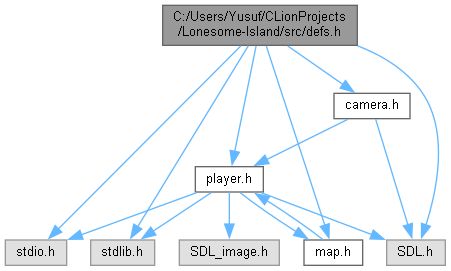 C:/Users/Yusuf/CLionProjects
/Lonesome-Island/src/defs.h
camera.h
player.h
stdio.h
stdlib.h
SDL_image.h
map.h
SDL.h